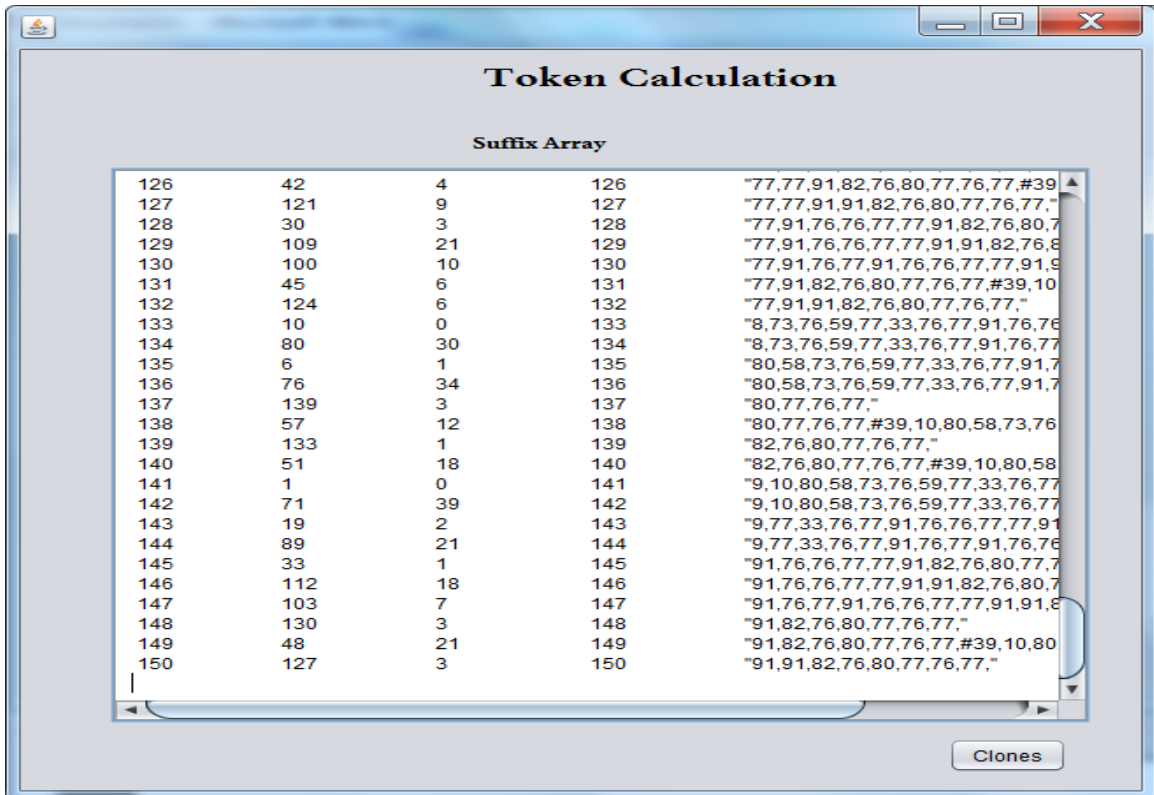 Token Calculation
Suffix Array
126 42 4 126 "77,77,91,82,76,80,77,76,77,#39
127 121 9 127 "77,77,91,91,82,76,80,77,76,77,"
128 30 3 128 "77,91,76,76,77,77,91,82,76,80,7
129 109 21 129 "77,91,76,76,77,77,91,91,82,76,8
130 100 10 130 "77,91,76,77,91,76,76,77,77,91,9
131 45 6 131 "77,91,82,76,80,77,76,77,#39,10
132 124 6 132 "77,91,91,82,76,80,77,76,77,"
133 10 0 133 "8,73,76,59,77,33,76,77,91,76,76
134 80 30 134 "8,73,76,59,77,33,76,77,91,76,77
135 6 1 135 "80,58,73,76,59,77,33,76,77,91,7
136 76 34 136 "80,58,73,76,59,77,33,76,77,91,7
137 139 3 137 "80,77,76,77,"
138 57 12 138 "80,77,76,77,#39,10,80,58,73,76
139 133 1 139 "82,76,80,77,76,77,"
140 51 18 140 "82,76,80,77,76,77,#39,10,80,58
141 1 0 141 "9,10,80,58,73,76,59,77,33,76,77
142 71 39 142 "9,10,80,58,73,76,59,77,33,76,77
143 19 2 143 "9,77,33,76,77,91,76,76,77,77,91
144 89 21 144 "9,77,33,76,77,91,76,77,91,76,76
145 33 1 145 "91,76,76,77,77,91,82,76,80,77,7
146 112 18 146 "91,76,76,77,77,91,91,82,76,80,7
147 103 7 147 "91,76,77,91,76,76,77,77,91,91,8
148 130 3 148 "91,82,76,80,77,76,77,"
149 48 21 149 "91,82,76,80,77,76,77,#39,10,80
150 127 3 150 "91,91,82,76,80,77,76,77,"
Clones